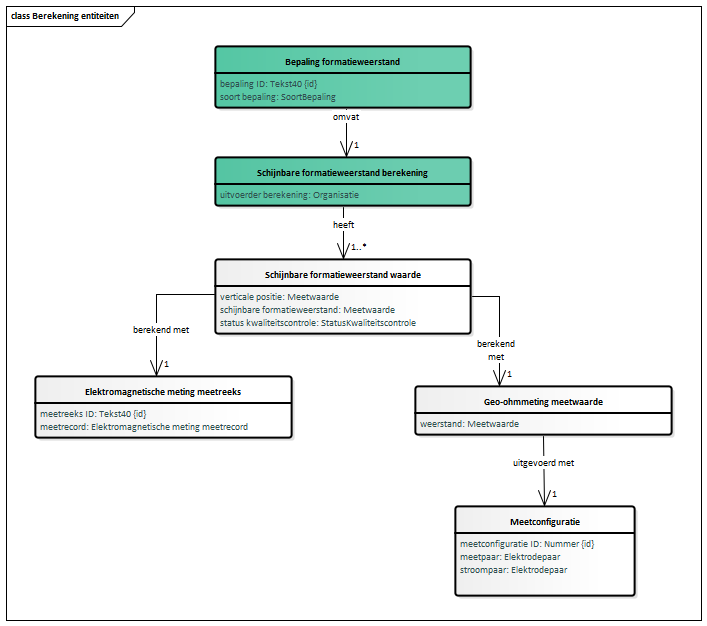 class Berekening entiteiten
Bepaling formatieweerstand
bepaling ID: Tekst40 {id}
soort bepaling: SoortBepaling
omvat
1
Schijnbare formatieweerstand berekening
uitvoerder berekening: Organisatie
heeft
1..*
Schijnbare formatieweerstand waarde
verticale positie: Meetwaarde
schijnbare formatieweerstand: Meetwaarde
status kwaliteitscontrole: StatusKwaliteitscontrole
berekend met
1
Elektromagnetische meting meetreeks
meetreeks ID: Tekst40 {id}
meetrecord: Elektromagnetische meting meetrecord
berekend
met
1
Geo-ohmmeting meetwaarde
weerstand: Meetwaarde
uitgevoerd met
1
Meetconfiguratie
meetconfiguratie ID: Nummer {id}
meetpaar: Elektrodepaar
stroompaar: Elektrodepaar